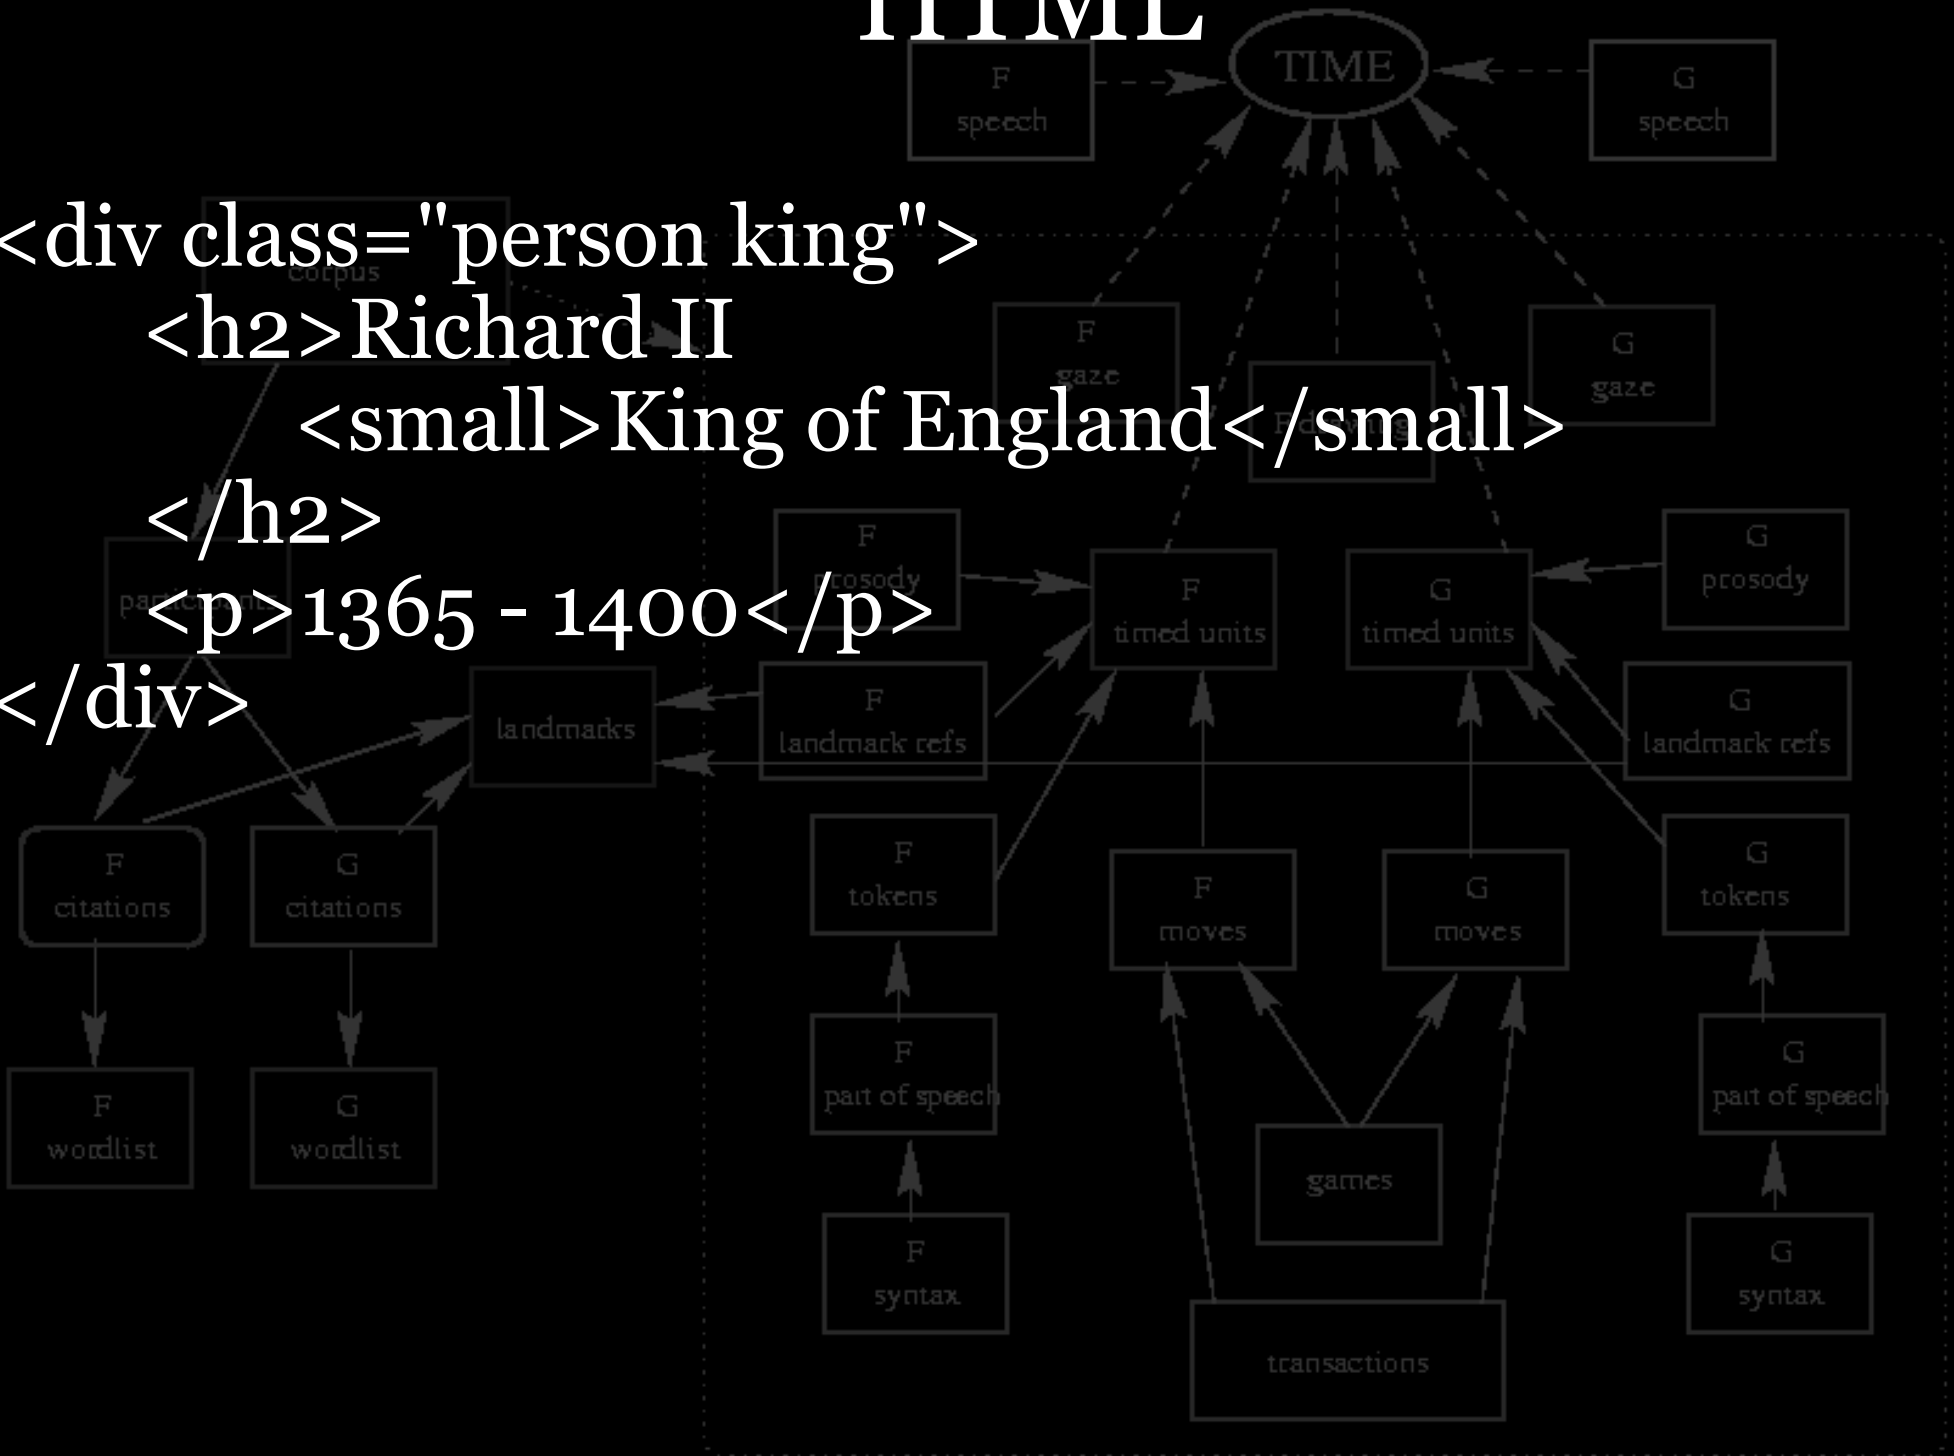 HTML
<div class="person king">
<h2>Richard II
<small>King of England</small>
</h2>
<p>1365 - 1400</p>
</div>
TIME
F
speech
G
speech
corpus
F
gaze
G
gaze
participants
F
prosody
F
timed units
G
timed units
G
prosody
landmarks
F
landmark refs
G
landmark refs
F
citations
G
citations
F
tokens
F
moves
G
moves
G
tokens
F
wordlist
G
wordlist
F
part of speech
G
part of speech
games
F
syntax
G
syntax
transactions